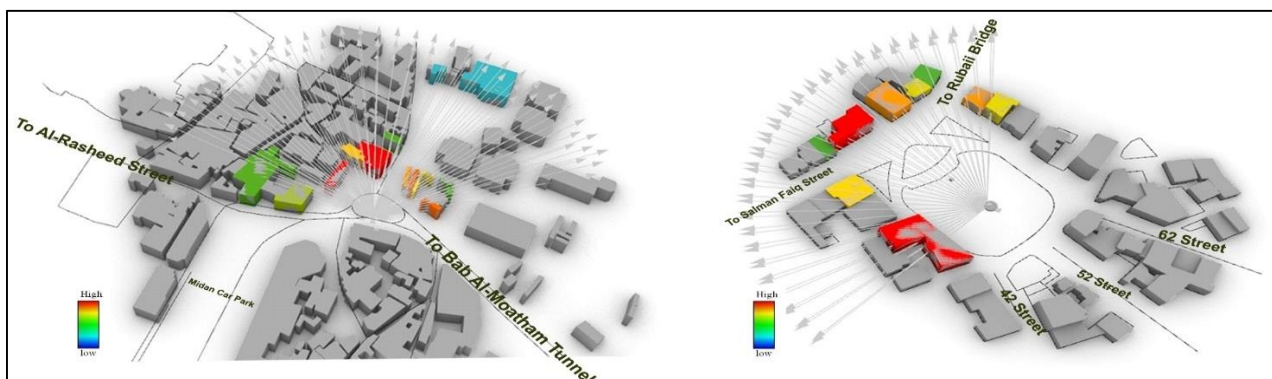 To Al-Rasheed Street
Midan Car Park
To Bab Al-Moatham Tunnel
High
low
To Rubaii Bridge
To Salman Faiq Street
62 Street
52 Street
42 Street
High
low